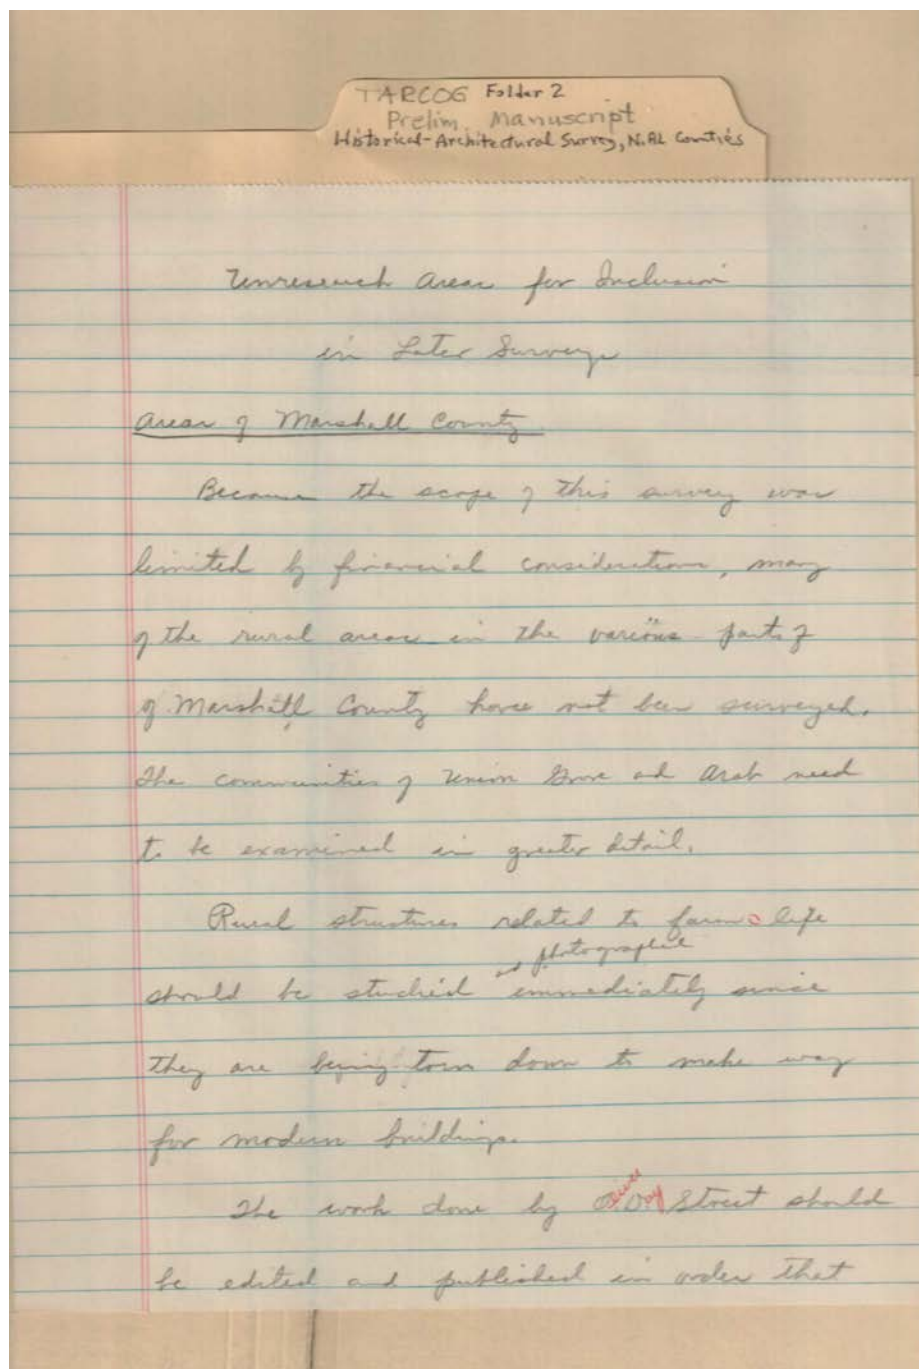 TARCOG Folder 2
Prelim. Manuscript
Historical-Architectural Survey, N. AL Counties
Unresearch Areas for Inclusion
in Later Surveys
Areas of Marshall County
Because the scope of this survey was
limited by financial considerations, many
of the rural areas in the various parts of
of Marshall County have not been surveyed.
The communities of Union Grove and Arab need
to be examined in greater detail.
Rural structures related to farm life
and photographed
should be studied immediately since
they are being torn down to make way
for modern buildings.
The work done by Street should
be edited and published in order that